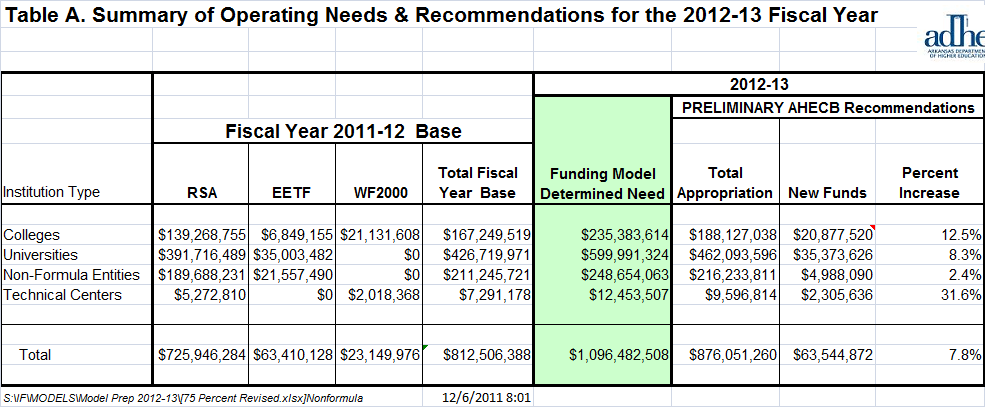 Table A. Summary of Operating Needs & Recommendations for the 2012-13 Fiscal Year
adhe
ARKANSAS DEPARTMEN
OF HIGHER EDUCATIO
2012-13
PRELIMINARY AHECB Recommendations
Fiscal Year 2011-12 Base
Institution Type RSA EETF WF2000 Total Fiscal Year Base Funding Model Determined Need Total Appropriation New Funds Percent Increase
Colleges $139,268,755 $6,849,155 $21,131,608 $167,249,519 $235,383,614 $188,127,038 $20,877,520 12.5%
Universities $391,716,489 $35,003,482 $0 $426,719,971 $599,991,324 $462,093,596 $35,373,626 8.3%
Non-Formula Entities $189,688,231 $21,557,490 $0 $211,245,721 $248,654,063 $216,233,811 $4,988,090 2.4%
Technical Centers $5,272,810 $0 $2,018,368 $7,291,178 $12,453,507 $9,596,814 $2,305,636 31.6%
Total $725,946,284 $63,410,128 $23,149,976 $812,506,388 $1,096,482,508 $876,051,260 $63,544,872 7.8%
S:\IF\MODELS\Model Prep 2012-13\[75 Percent Revised.xlsx]Nonformula 12/6/2011 8:01